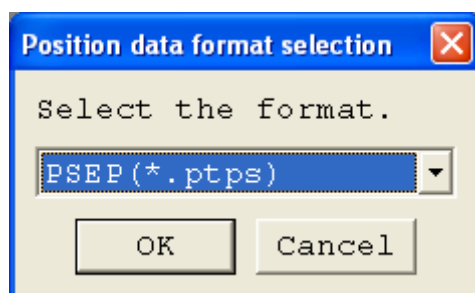 Position data format selection
Select the format.
PSEP(*.ptps)
OK
Cancel